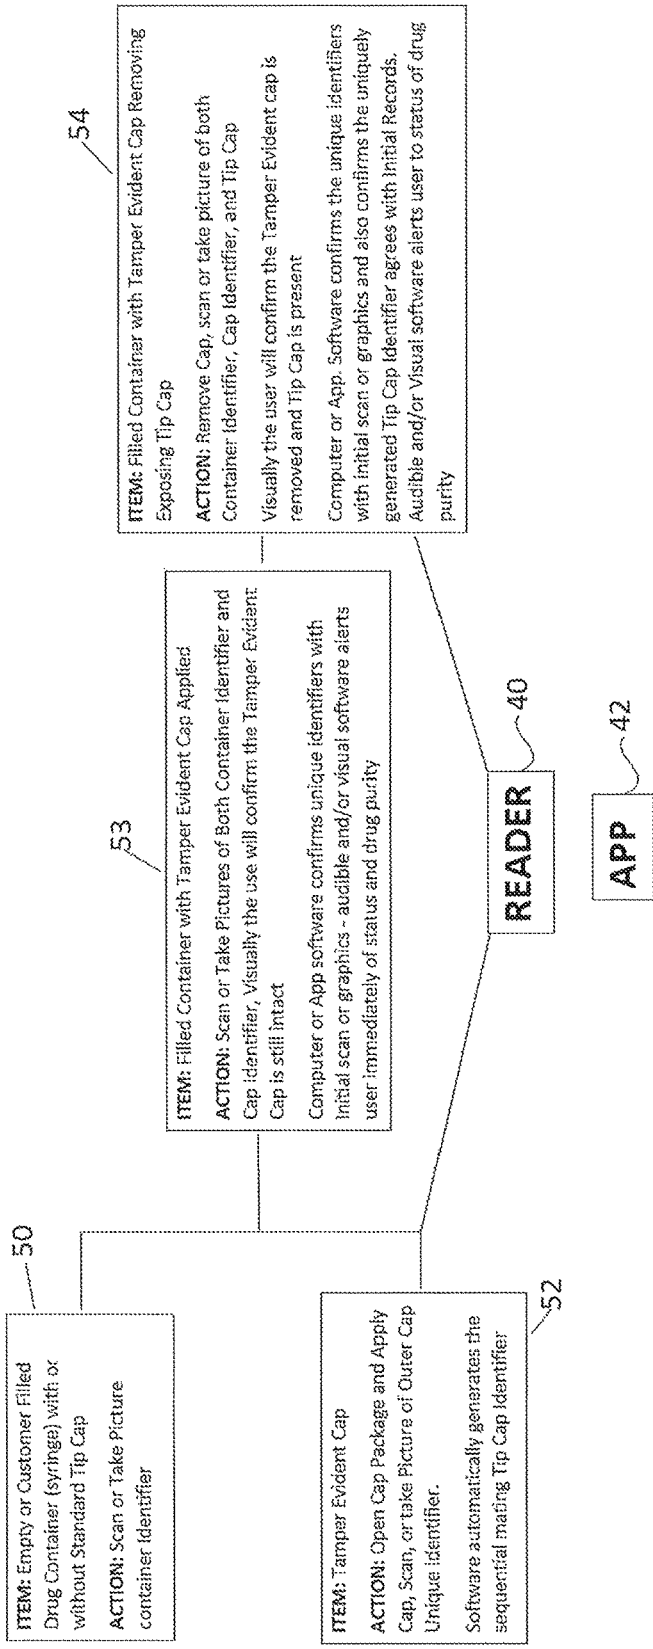 50
ITEM: Empty or Customer Filled
Drug Container (syringe) with or
without Standard Tip Cap
ACTION: Scan or Take Picture
container Identifier
52
ITEM: Tamper Evident Cap
ACTION: Open Cap Package and Apply
Cap, Scan, or take Picture of Outer Cap
Unique Identifier.
Software automatically generates the
sequential mating Tip Cap Identifier
53
ITEM: Filled Container with Tamper Evident Cap Applied
ACTION: Scan or Take Pictures of Both Container Identifier and
Cap Identifier, Visually the use will confirm the Tamper Evident
Cap is still intact
Computer or App software confirms unique identifiers with
initial scan or graphics - audible and/or visual software alerts
user immediately of status and drug purity
54
ITEM: Filled Container with Tamper Evident Cap Removing
Exposing Tip Cap
ACTION: Remove Cap, scan or take picture of both
Container Identifier, Cap Identifier, and Tip Cap
Visually the user will confirm the Tamper Evident cap is
removed and Tip Cap is present
Computer or App. Software confirms the unique identifiers
with initial scan or graphics and also confirms the uniquely
generated Tip Cap Identifier agrees with Initial Records.
Audible and/or Visual software alerts user to status of drug
purity
READER
40
APP
42